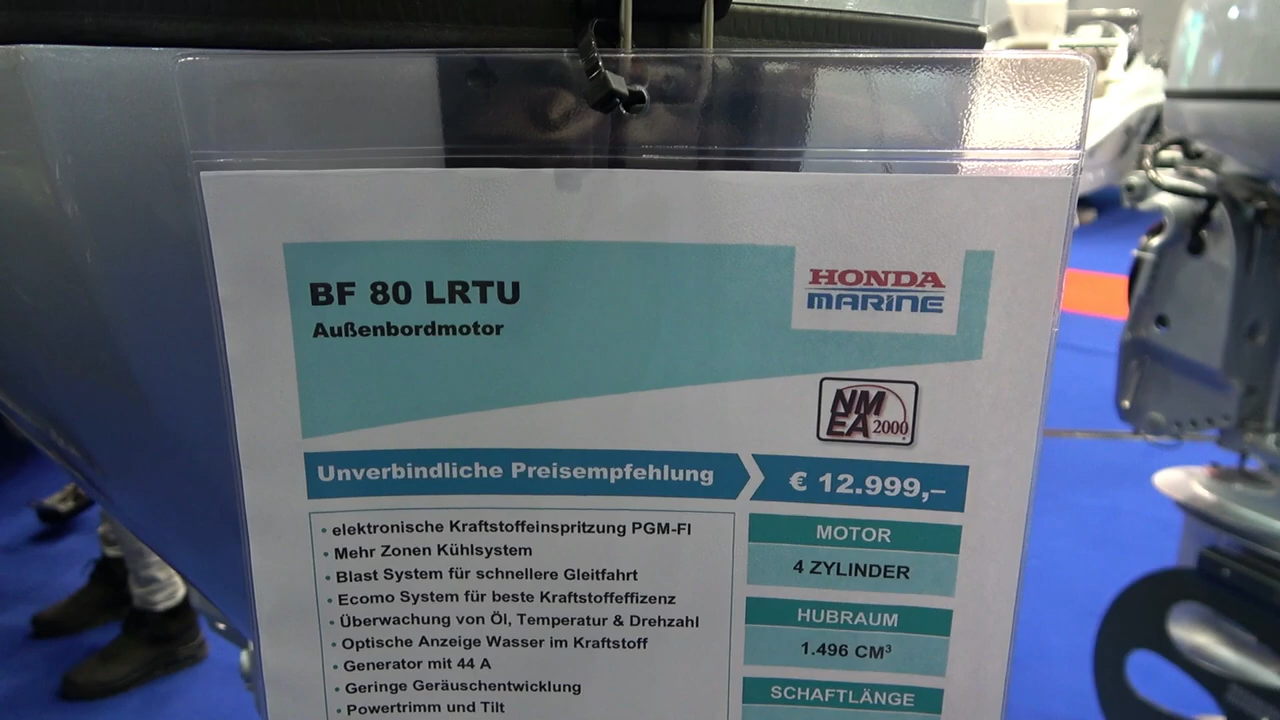 BF 80 LRTU
Außenbordmotor
HONDA
MARINE
NM
EA 2000
Unverbindliche Preisempfehlung
€ 12.999,–
• elektronische Kraftstoffeinspritzung PGM-FI
• Mehr Zonen Kühlsystem
• Blast System für schnellere Gleitfahrt
• Ecomo System für beste Kraftstoffeffizenz
• Überwachung von Öl, Temperatur & Drehzahl
• Optische Anzeige Wasser im Kraftstoff
• Generator mit 44 A
• Geringe Geräuschentwicklung
• Powertrimm und Tilt
MOTOR
4 ZYLINDER
HUBRAUM
1.496 CM³
SCHAFTLÄNGE